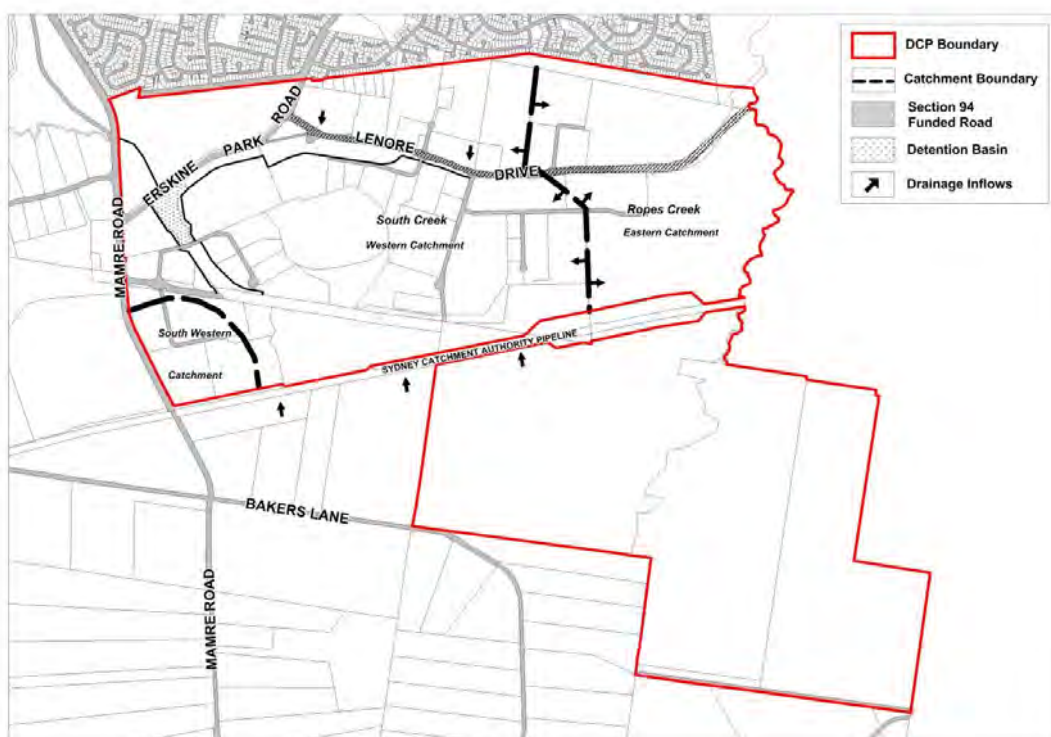 DCP Boundary
Catchment Boundary
Section 94
Funded Road
Detention Basin
Drainage Inflows
ERSKINE PARK ROAD
LENORE DRIVE
MAMRE ROAD
South Creek
Western Catchment
Ropes Creek
Eastern Catchment
South Western
Catchment
SYDNEY CATCHMENT AUTHORITY PIPELINE
BAKERS LANE
MAMRE ROAD